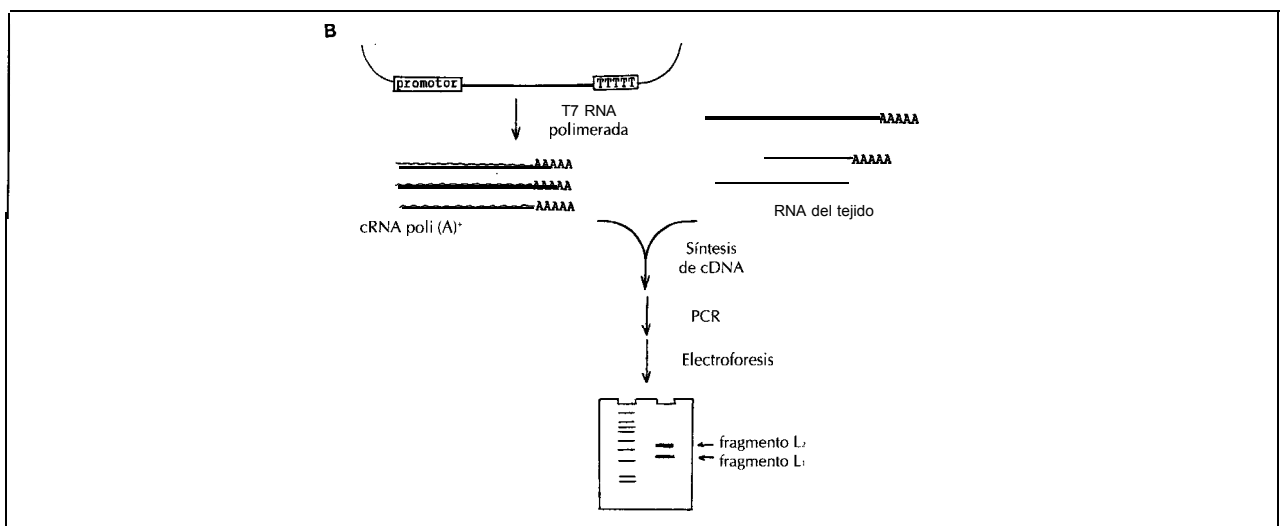 B
promotor TTTTT
T7 RNA
polimerada
AAAAA
AAAAA
AAAAA
cRNA poli (A)⁺
AAAAA
AAAAA
RNA del tejido
Síntesis
de cDNA
PCR
Electroforesis
fragmento L₂
fragmento L₁